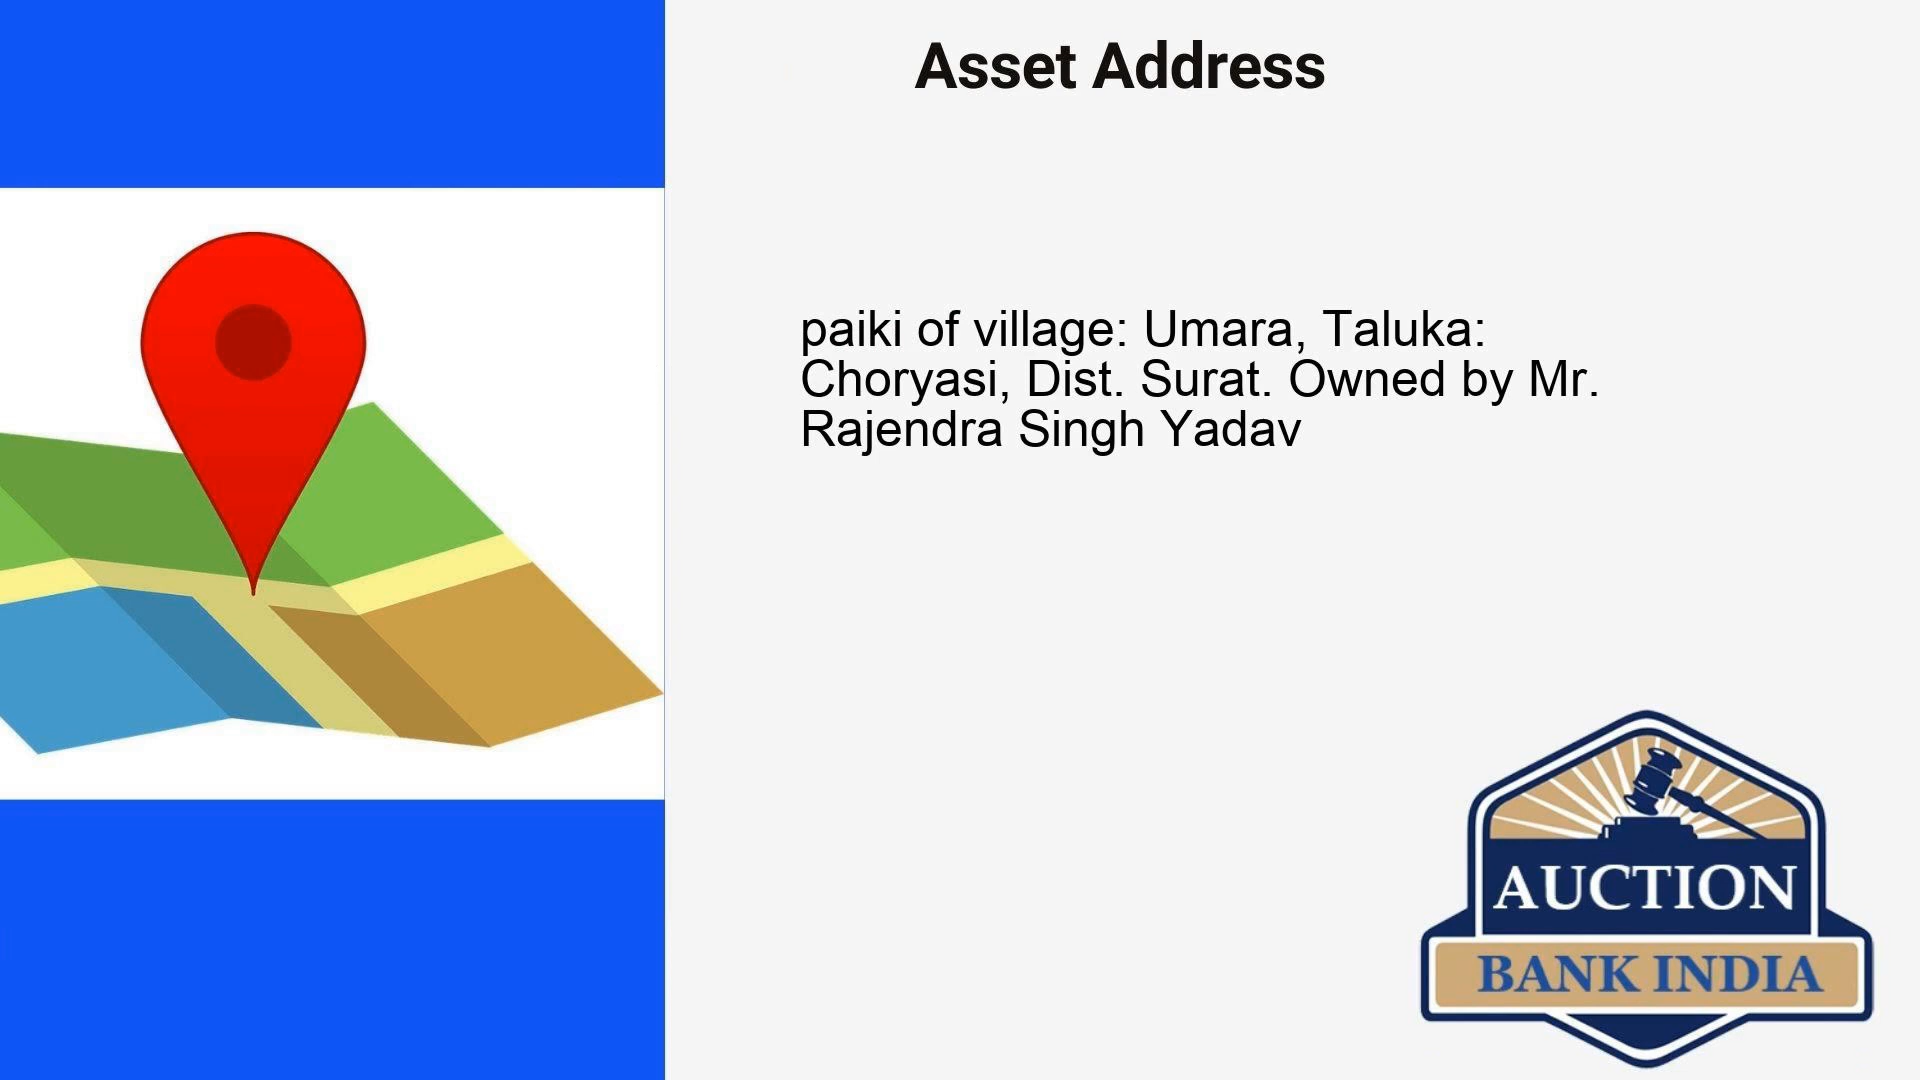 Asset Address
paiki of village: Umara, Taluka:
Choryasi, Dist. Surat. Owned by Mr.
Rajendra Singh Yadav
AUCTION
BANK INDIA